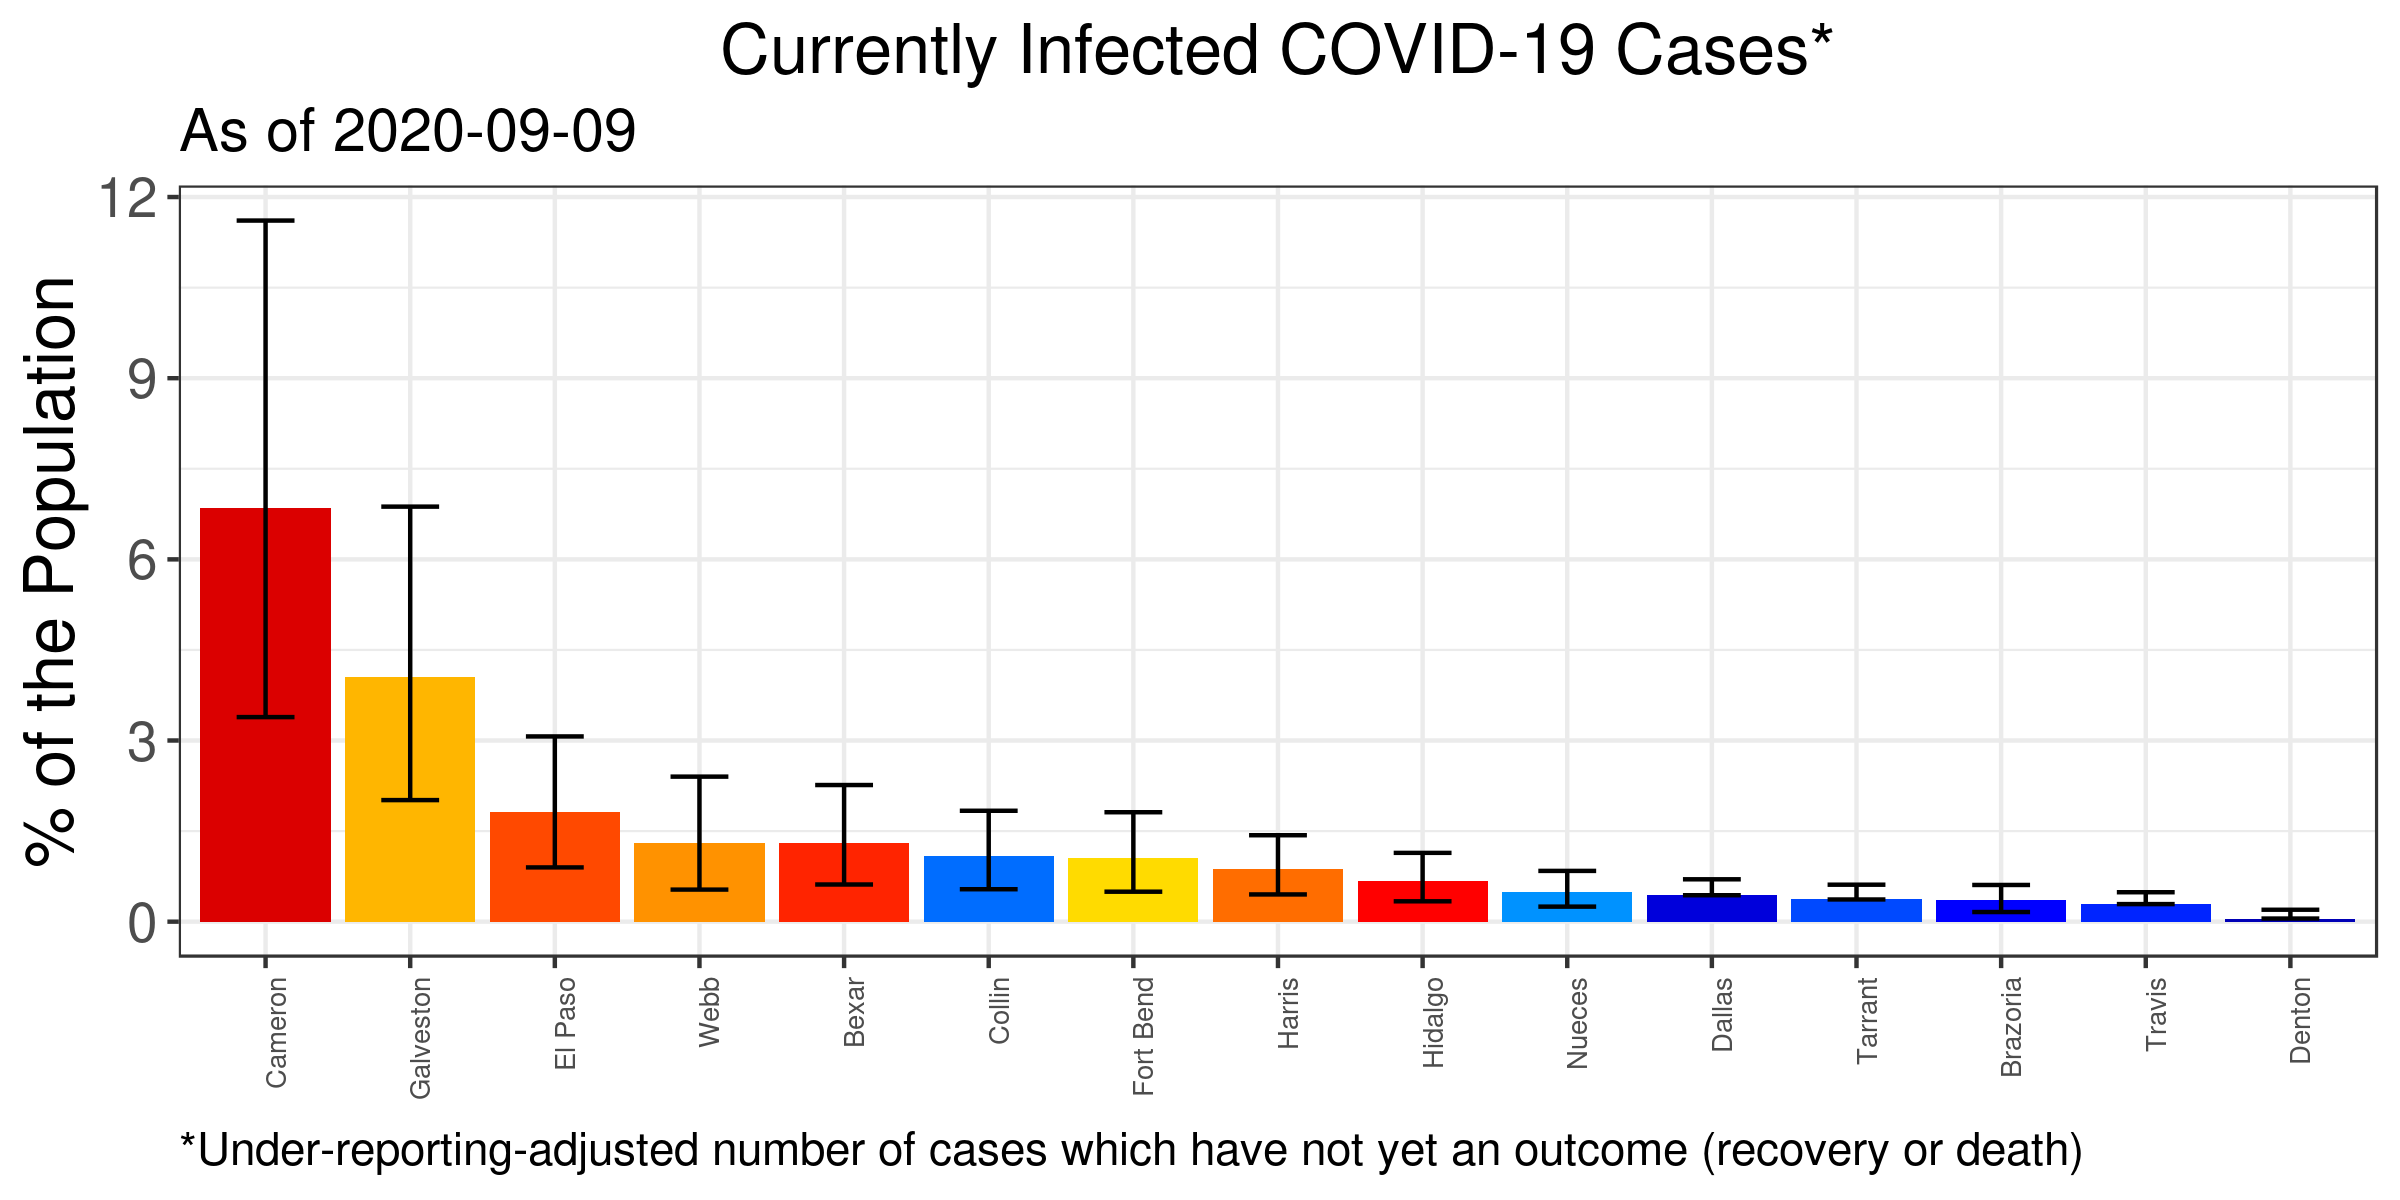 Currently Infected COVID-19 Cases*
As of 2020-09-09
% of the Population
12
9
6
3
0
Cameron
Galveston
El Paso
Webb
Bexar
Collin
Fort Bend
Harris
Hidalgo
Nueces
Dallas
Tarrant
Brazoria
Travis
Denton
*Under-reporting-adjusted number of cases which have not yet an outcome (recovery or death)